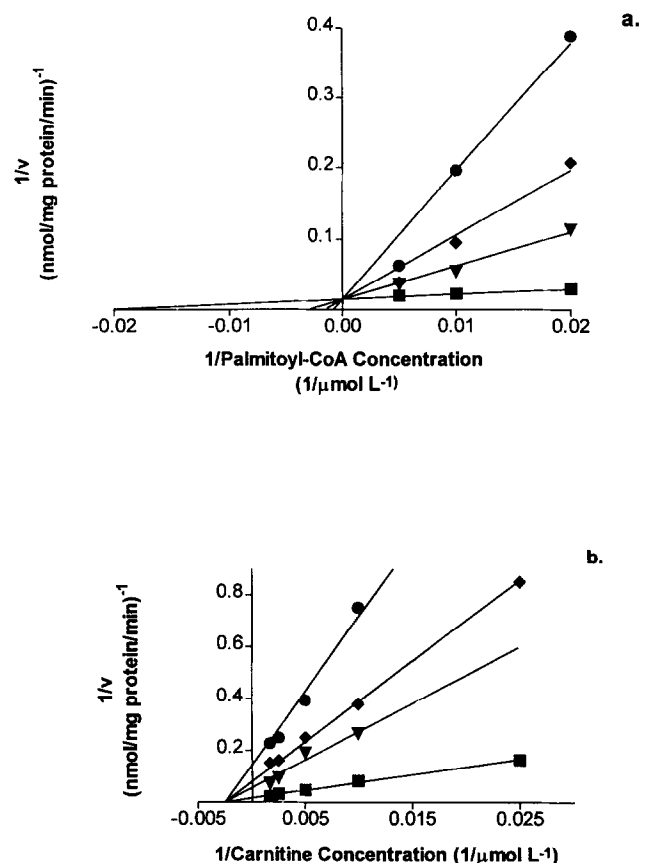 a.
0.4
0.3
0.2
0.1
1/v
(nmol/mg protein/min)-1
-0.02 -0.01 0.00 0.01 0.02
1/Palmitoyl-CoA Concentration
(1/μmol L-1)
b.
0.8
0.6
0.4
0.2
1/v
(nmol/mg protein/min)-1
-0.005 0.005 0.015 0.025
1/Carnitine Concentration (1/μmol L-1)